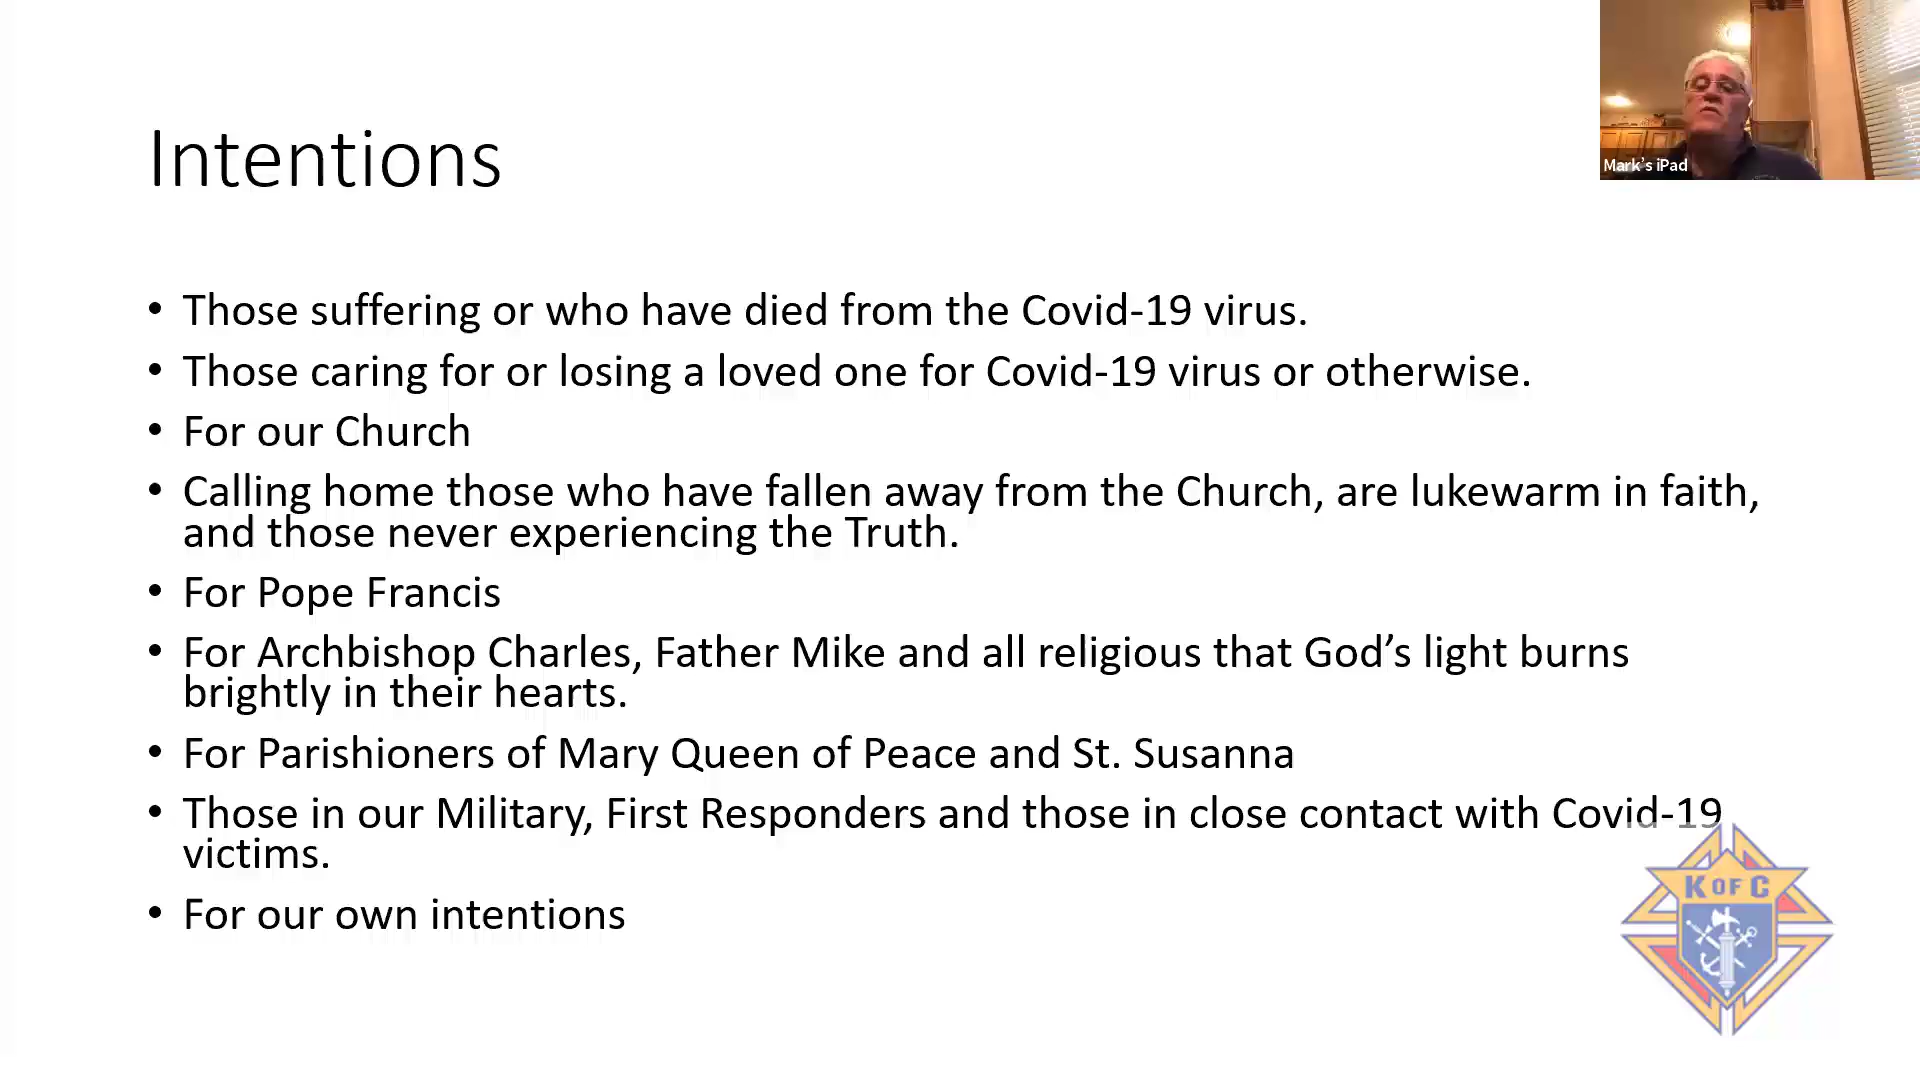 Mark's iPad
Intentions
• Those suffering or who have died from the Covid-19 virus.
• Those caring for or losing a loved one for Covid-19 virus or otherwise.
• For our Church
• Calling home those who have fallen away from the Church, are lukewarm in faith,
and those never experiencing the Truth.
• For Pope Francis
• For Archbishop Charles, Father Mike and all religious that God’s light burns
brightly in their hearts.
• For Parishioners of Mary Queen of Peace and St. Susanna
• Those in our Military, First Responders and those in close contact with Covid-19
victims.
• For our own intentions
K OF C